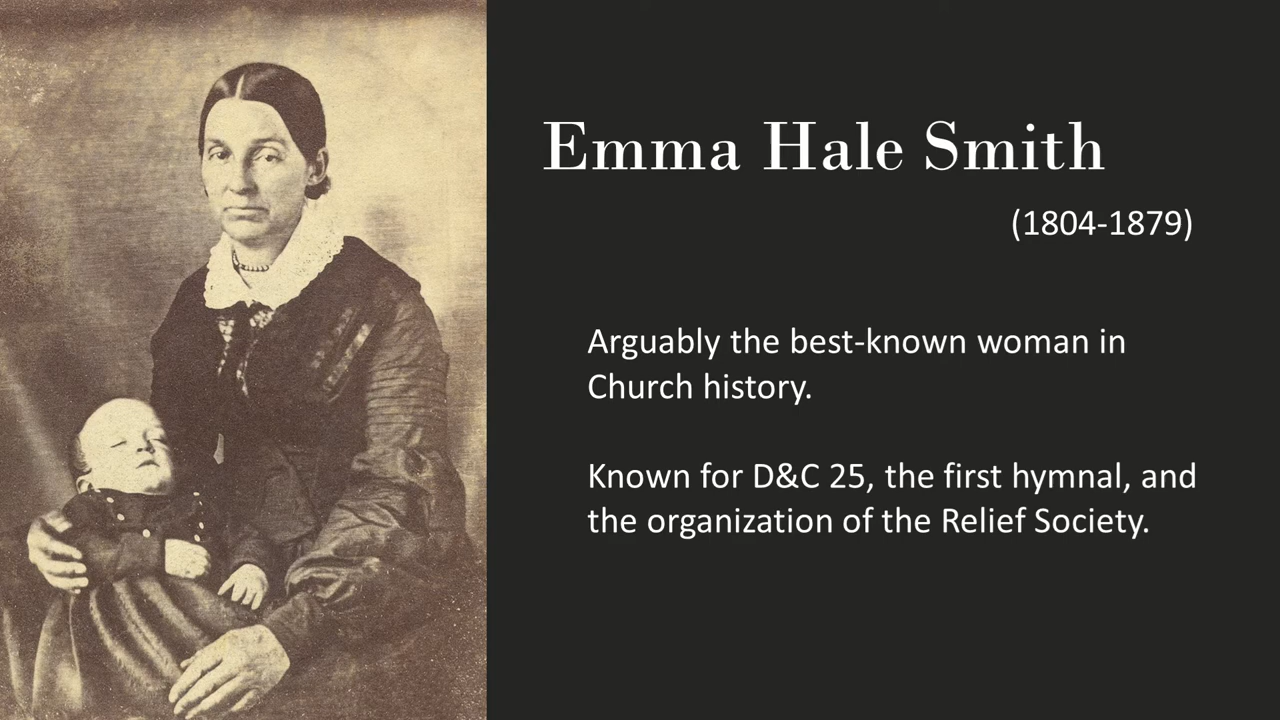 Emma Hale Smith
(1804-1879)
Arguably the best-known woman in
Church history.
Known for D&C 25, the first hymnal, and
the organization of the Relief Society.